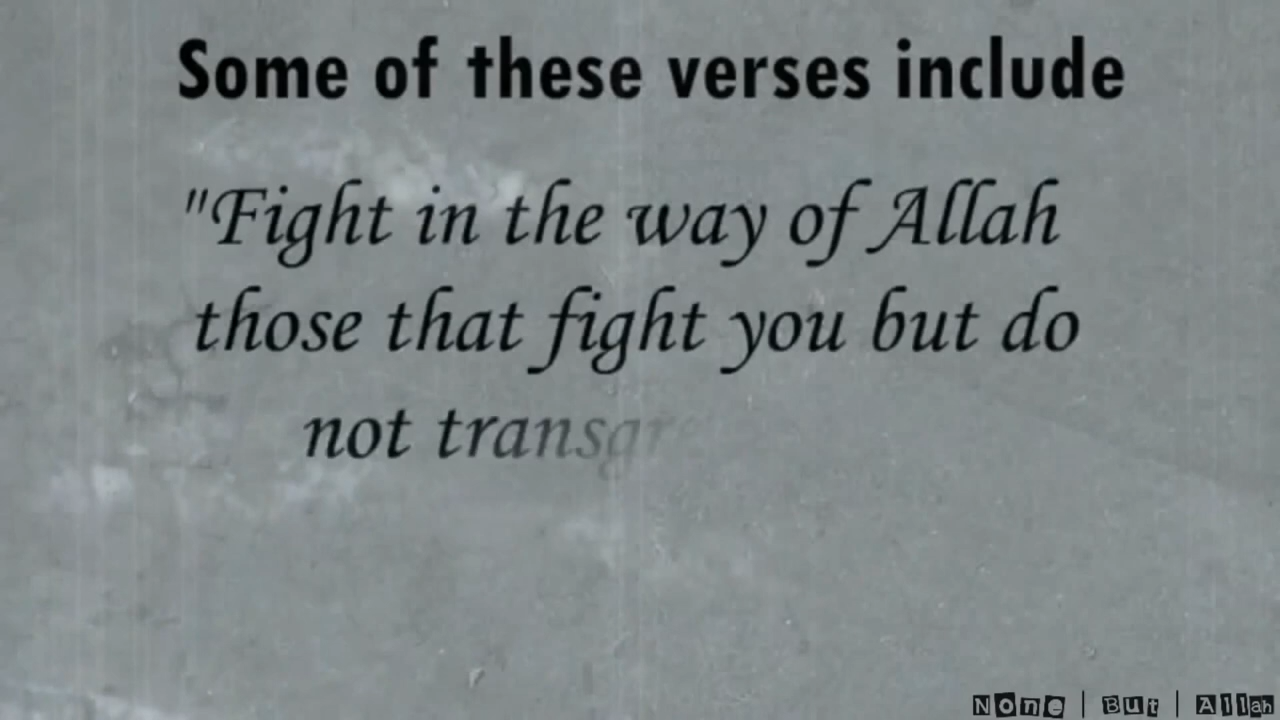 Some of these verses include
"Fight in the way of Allah
those that fight you but do
not transgre
None | But | Allah